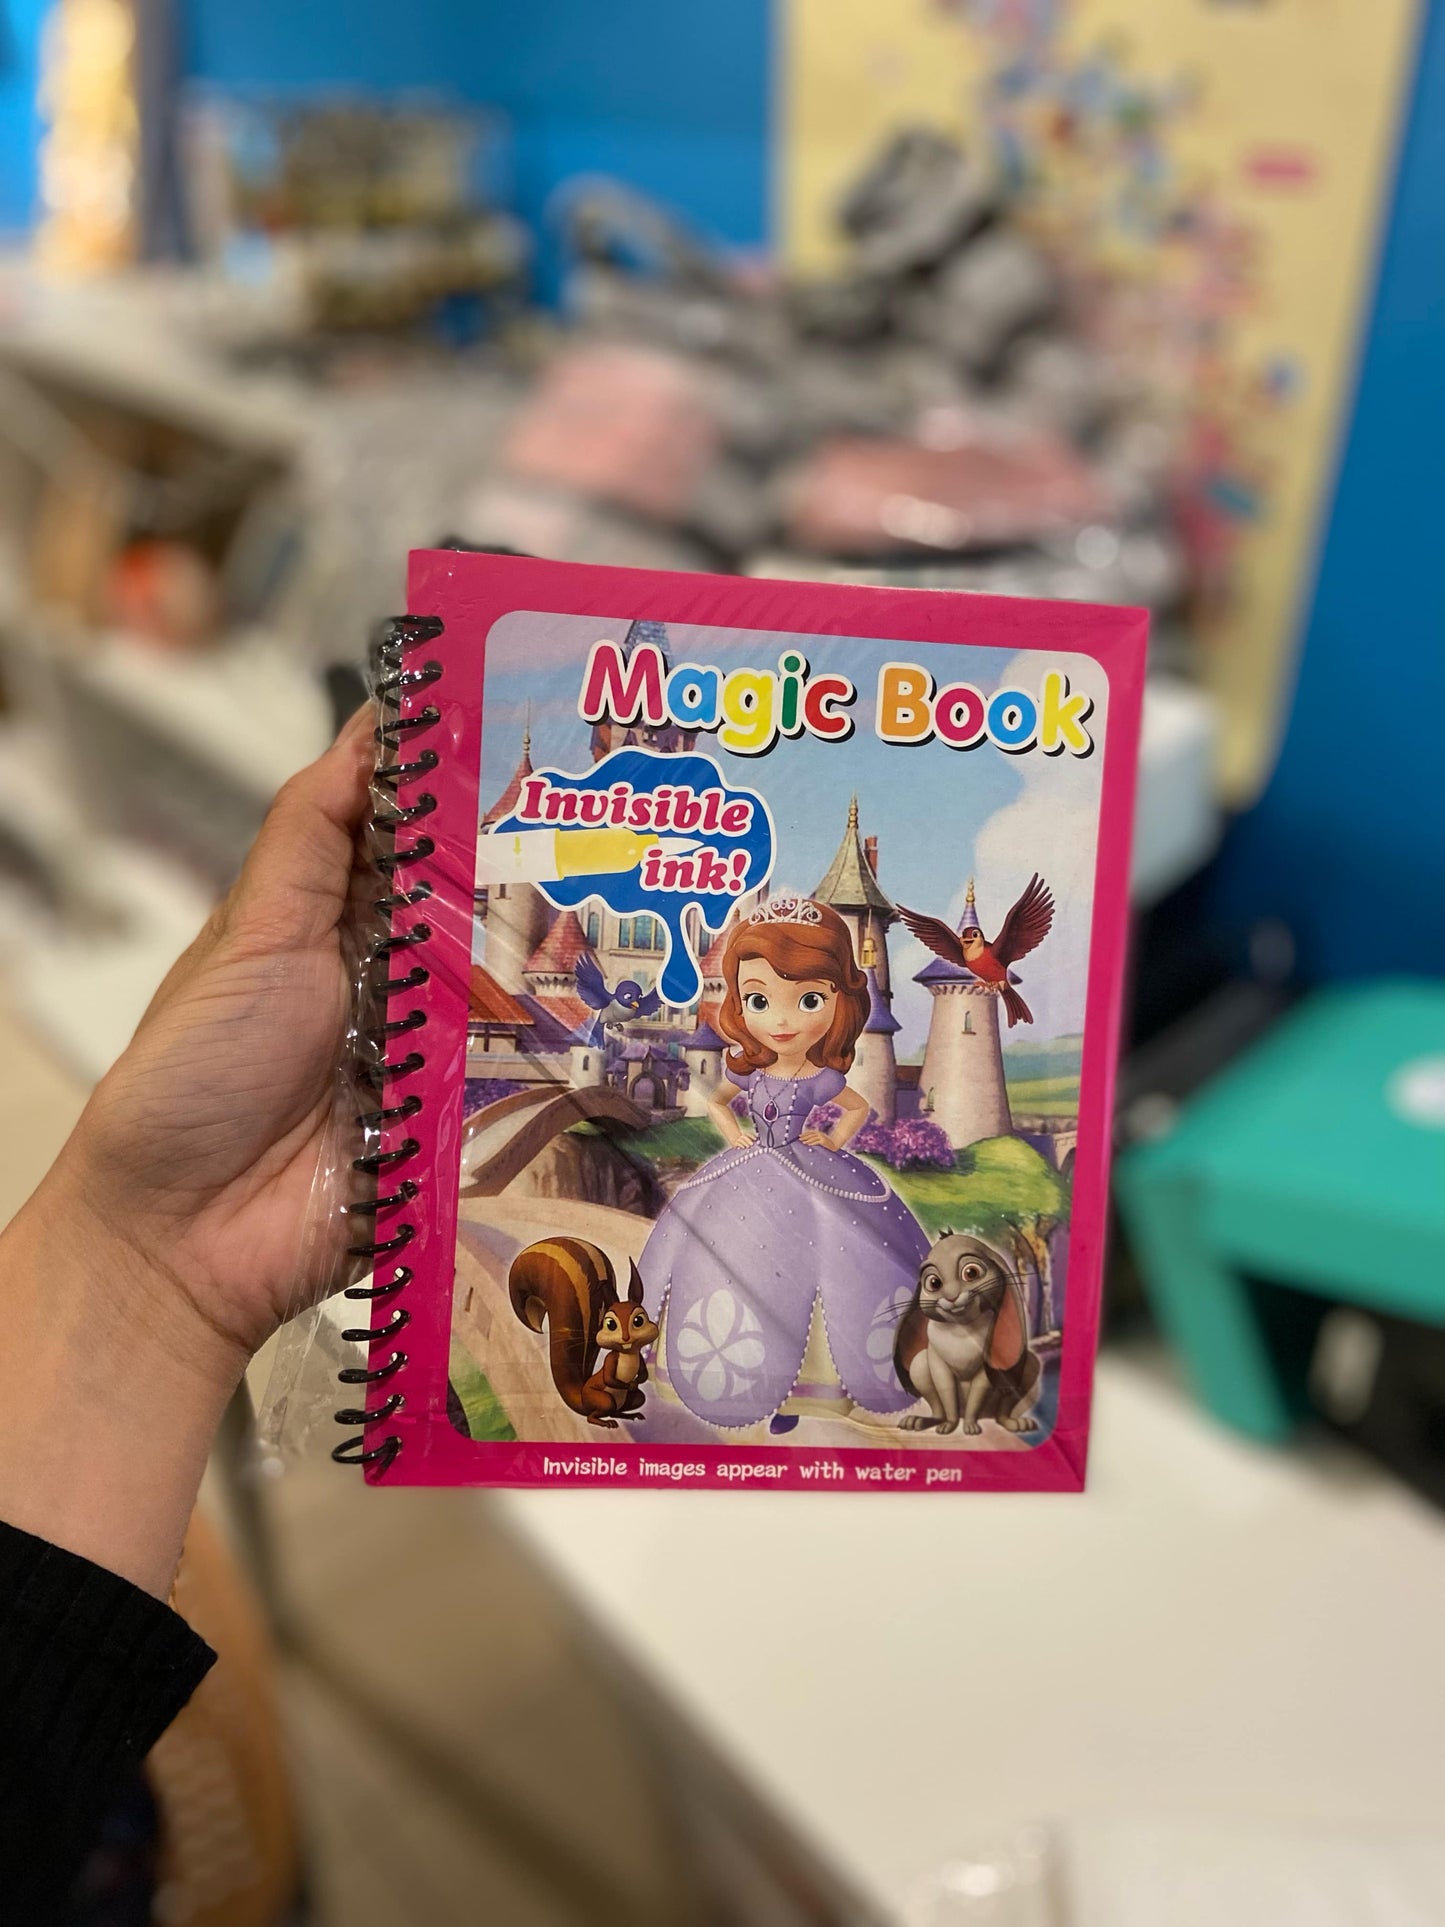 Magic Book
Invisible
ink!
Invisible images appear with water pen